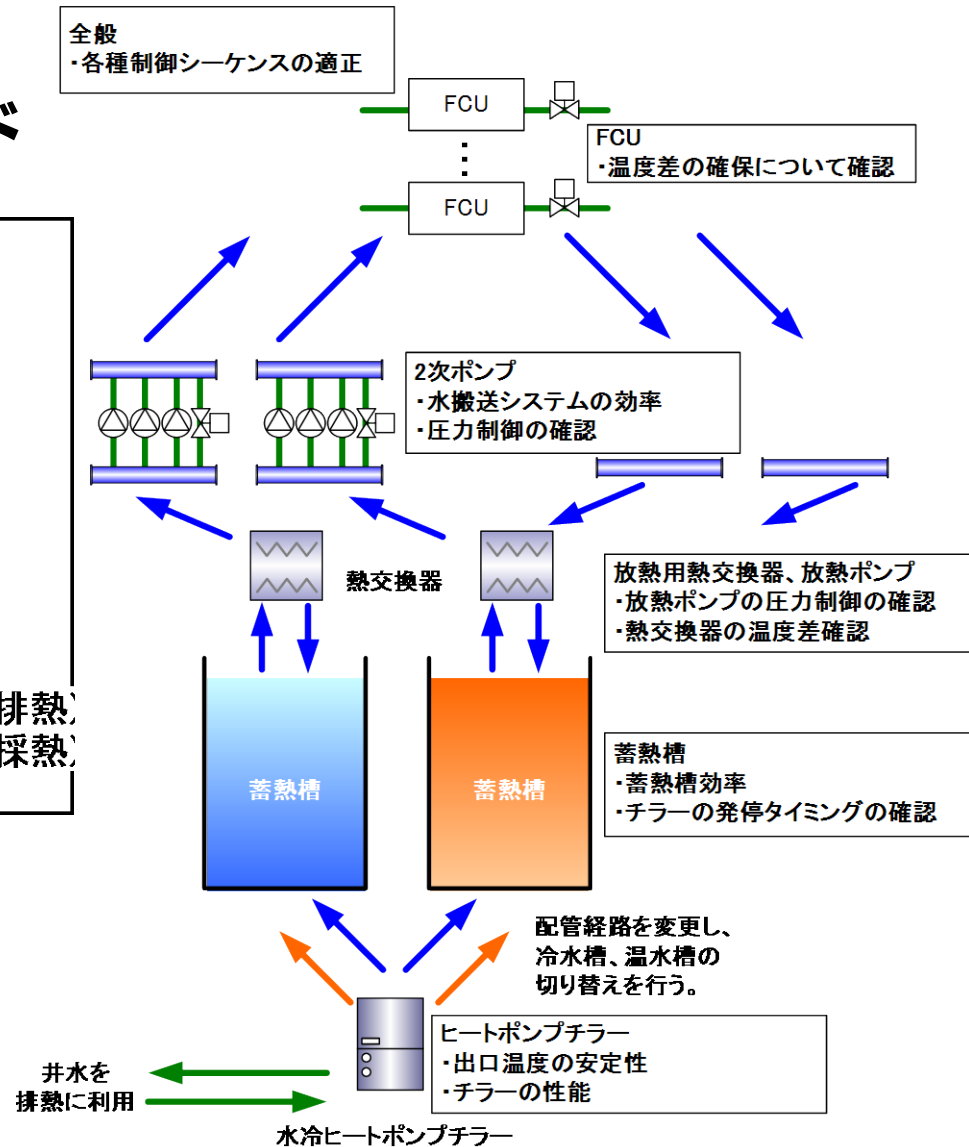 全般
・各種制御シーケンスの適正
FCU
FCU
・温度差の確保について確認
FCU
2次ポンプ
・水搬送システムの効率
・圧力制御の確認
熱交換器
放熱用熱交換器、放熱ポンプ
・放熱ポンプの圧力制御の確認
・熱交換器の温度差確認
排熱)
採熱)
蓄熱槽
蓄熱槽
蓄熱槽
・蓄熱槽効率
・チラーの発停タイミングの確認
配管経路を変更し、
冷水槽、温水槽の
切り替えを行う。
ヒートポンプチラー
・出口温度の安定性
・チラーの性能
井水を
排熱に利用
水冷ヒートポンプチラー